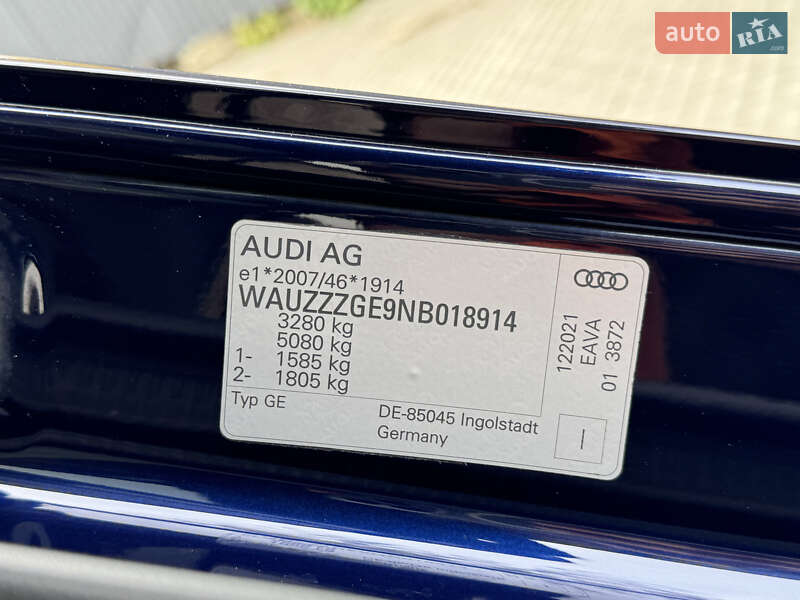 auto RIA .com
AUDI AG
e1*2007/46*1914
WAUZZZGE9NB018914
3280 kg
5080 kg
1- 1585 kg
2- 1805 kg
Typ GE
DE-85045 Ingolstadt
Germany
122021
EAVA
01 3872
I